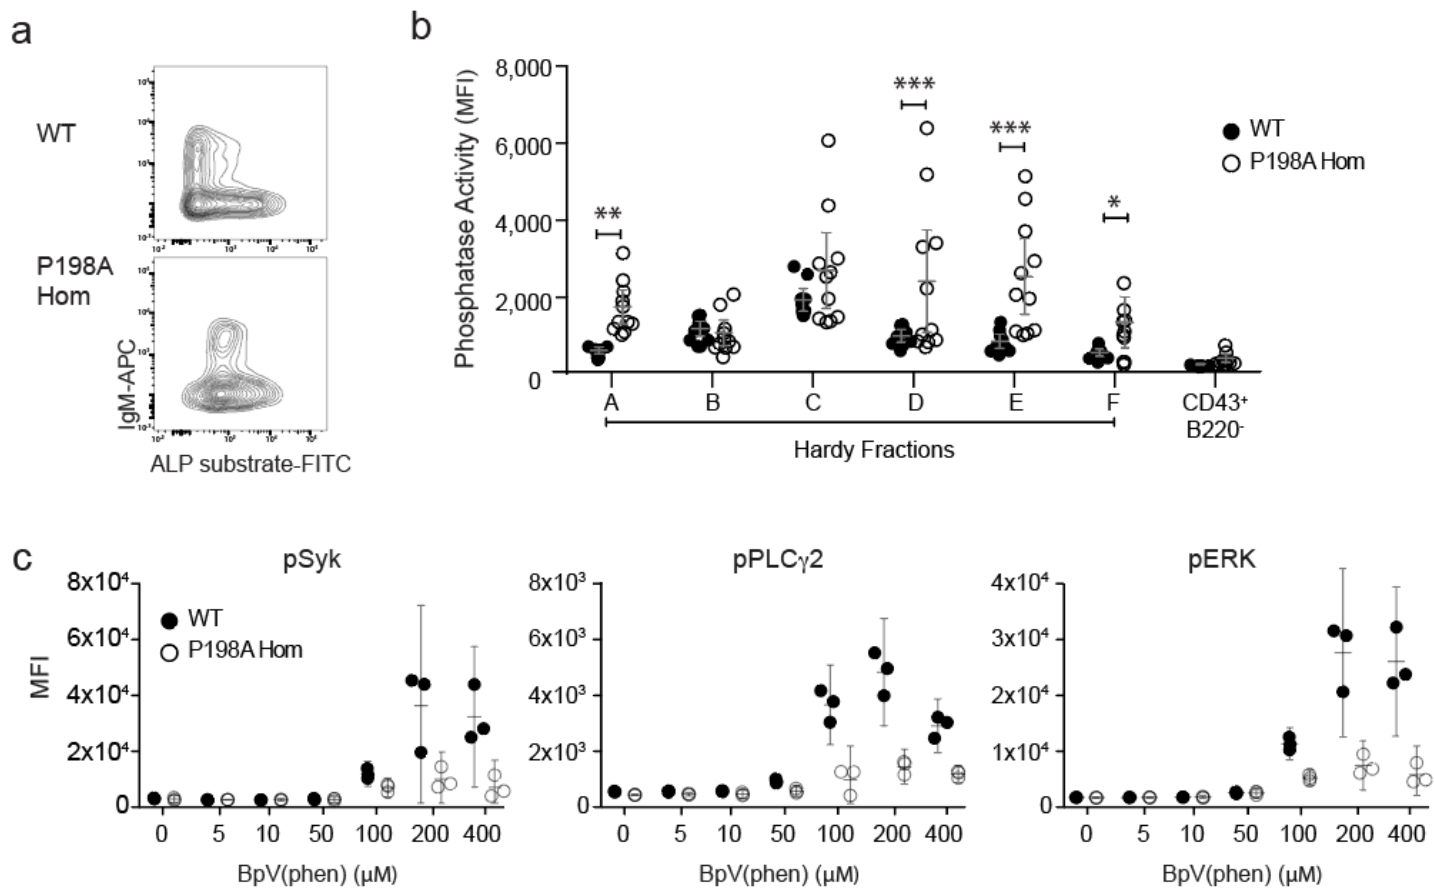 a
WT
P198A
Hom
IgM-APC
ALP substrate-FITC
b
Phosphatase Activity (MFI)
8,000
6,000
4,000
2,000
0
**
***
***
*
WT
P198A Hom
A B C D E F CD43⁺
B220⁻
Hardy Fractions
c
pSyk
MFI
8x10⁴
6x10⁴
4x10⁴
2x10⁴
0
WT
P198A Hom
0 5 10 50 100 200 400
BpV(phen) (μM)
pPLCγ2
8x10³
6x10³
4x10³
2x10³
0
0 5 10 50 100 200 400
BpV(phen) (μM)
pERK
4x10⁴
3x10⁴
2x10⁴
1x10⁴
0
0 5 10 50 100 200 400
BpV(phen) (μM)